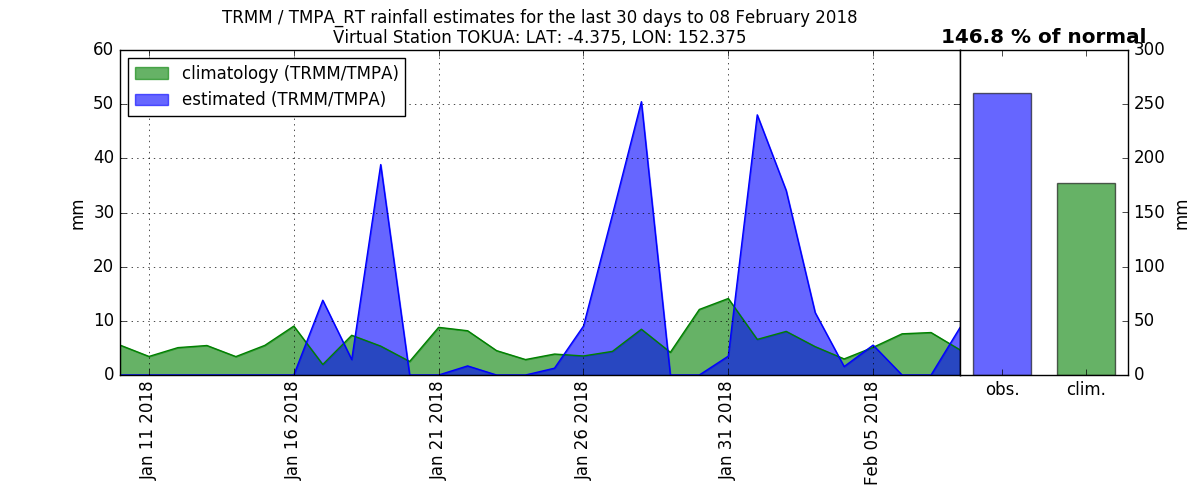 TRMM / TMPA_RT rainfall estimates for the last 30 days to 08 February 2018
Virtual Station TOKUA: LAT: -4.375, LON: 152.375
146.8 % of normal
climatology (TRMM/TMPA)
estimated (TRMM/TMPA)
60
50
40
30
20
10
0
mm
Jan 11 2018
Jan 16 2018
Jan 21 2018
Jan 26 2018
Jan 31 2018
Feb 05 2018
obs.
clim.
300
250
200
150
100
50
0
mm